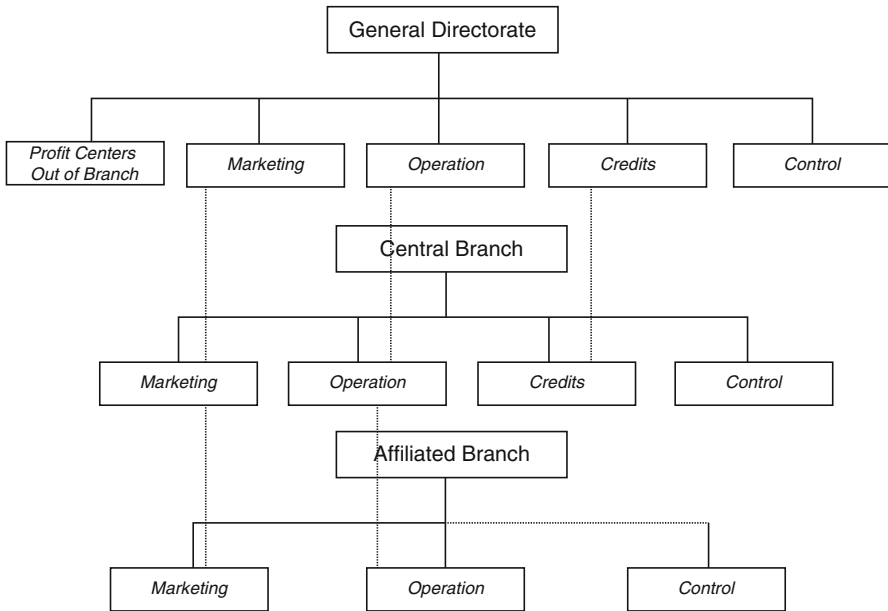 General Directorate
Profit Centers
Out of Branch
Marketing
Operation
Credits
Control
Central Branch
Marketing
Operation
Credits
Control
Affiliated Branch
Marketing
Operation
Control